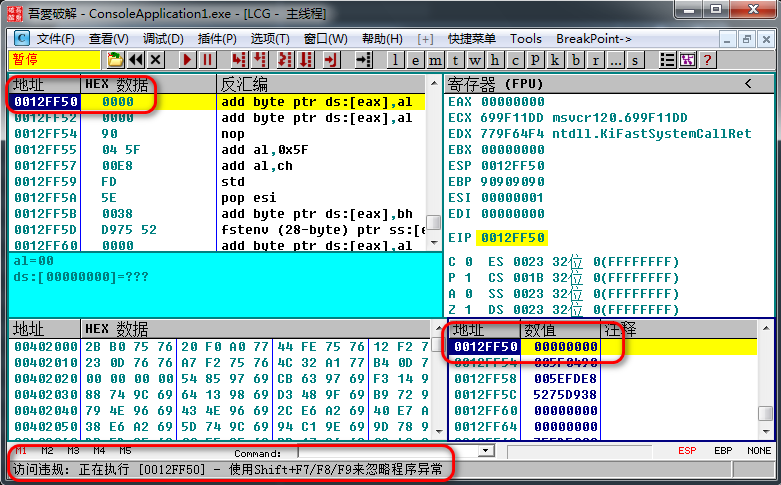 吾愛破解 - ConsoleApplication1.exe - [LCG - 主线程]
C 文件(F) 查看(V) 调试(D) 插件(P) 选项(T) 窗口(W) 帮助(H) [+] 快捷菜单 Tools BreakPoint->
暂停 l e m t w h c p k b r ... s ?
地址 HEX 数据 反汇编
0012FF50 0000 add byte ptr ds:[eax],al
0012FF52 0000 add byte ptr ds:[eax],al
0012FF54 90 nop
0012FF55 04 5F add al,0x5F
0012FF57 00E8 add al,ch
0012FF59 FD std
0012FF5A 5E pop esi
0012FF5B 0038 add byte ptr ds:[eax],bh
0012FF5D D975 52 fstenv (28-byte) ptr ss:[e
0012FF60 0000 add byte ptr ds:[eax],al
al=00
ds:[00000000]=???
寄存器 (FPU) <
EAX 00000000
ECX 699F11DD msvcr120.699F11DD
EDX 779F64F4 ntdll.KiFastSystemCallRet
EBX 00000000
ESP 0012FF50
EBP 90909090
ESI 00000001
EDI 00000000
EIP 0012FF50
C 0 ES 0023 32位 0(FFFFFFFF)
P 1 CS 001B 32位 0(FFFFFFFF)
A 0 SS 0023 32位 0(FFFFFFFF)
Z 1 DS 0023 32位 0(FFFFFFFF)
地址 HEX 数据
00402000 2B B0 75 76 20 F0 A0 77 44 FE 75 76 12 F2 7
00402010 23 0D 76 76 A7 F2 75 76 4C 32 A1 77 B4 0D 7
00402020 00 00 00 00 54 85 97 69 CB 63 97 69 F3 14 9
00402030 88 74 9C 69 64 13 98 69 D3 48 9F 69 B9 72 9
00402040 79 4E 96 69 43 4E 96 69 2C E6 A2 69 40 E7 A
00402050 38 E6 A2 69 5D 74 9C 69 94 C1 9E 69 9D 78 9
地址 数值 注释
0012FF50 00000000
0012FF54 005F0490
0012FF58 005EFDE8
0012FF5C 5275D938
0012FF60 00000000
0012FF64 00000000
M1 M2 M3 M4 M5 Command: ESP EBP NONE
访问违规: 正在执行 [0012FF50] - 使用Shift+F7/F8/F9来忽略程序异常